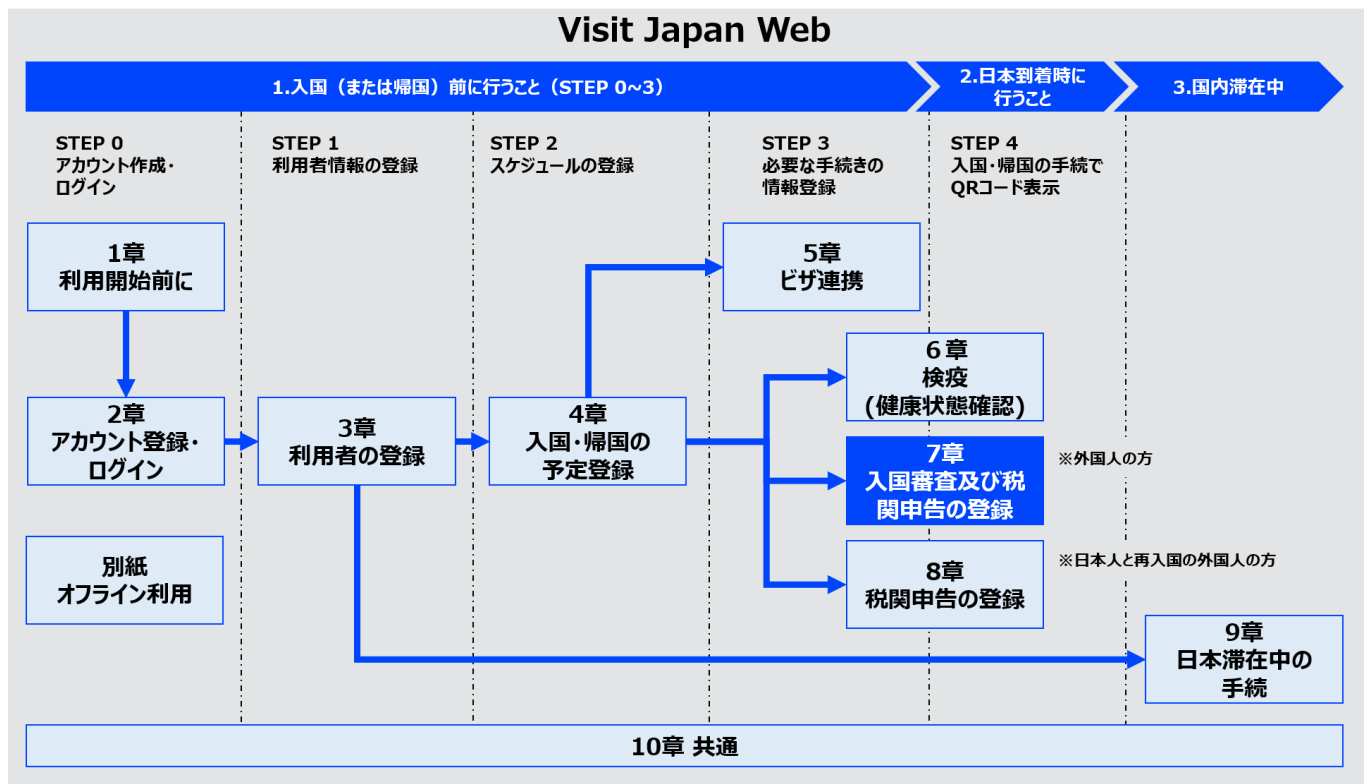 Visit Japan Web
1.入国（または帰国）前に行うこと（STEP 0~3）
2.日本到着時に
行うこと
3.国内滞在中
STEP 0
アカウント作成・
ログイン
STEP 1
利用者情報の登録
STEP 2
スケジュールの登録
STEP 3
必要な手続きの
情報登録
STEP 4
入国・帰国の手続で
QRコード表示
1章
利用開始前に
5章
ビザ連携
６章
検疫
(健康状態確認)
2章
アカウント登録・
ログイン
3章
利用者の登録
4章
入国・帰国の
予定登録
7章
入国審査及び税
関申告の登録
※外国人の方
別紙
オフライン利用
8章
税関申告の登録
※日本人と再入国の外国人の方
9章
日本滞在中の
手続
10章 共通